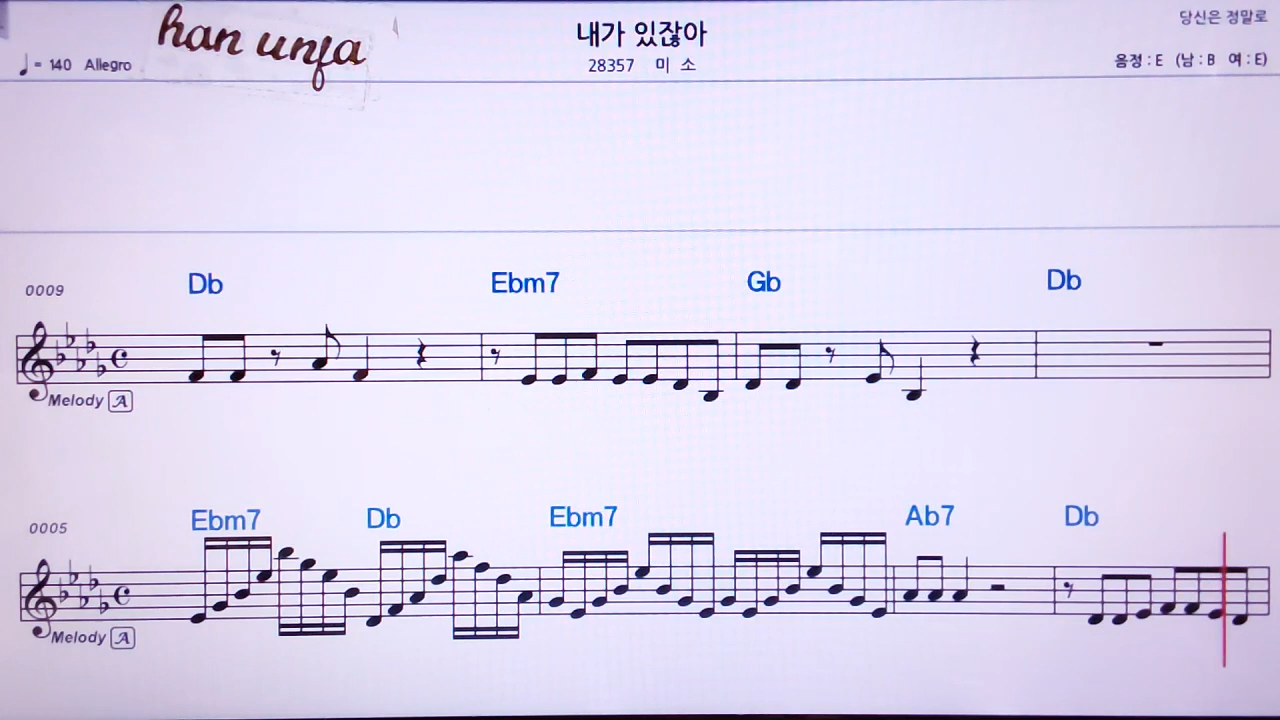 han unfa
내가 있잖아
당신은 정말로
♩= 140 Allegro
28357 미 소
음정 : E (남 : B 여 : E)
0009
Db Ebm7 Gb Db
Melody A
0005
Ebm7 Db Ebm7 Ab7 Db
Melody A